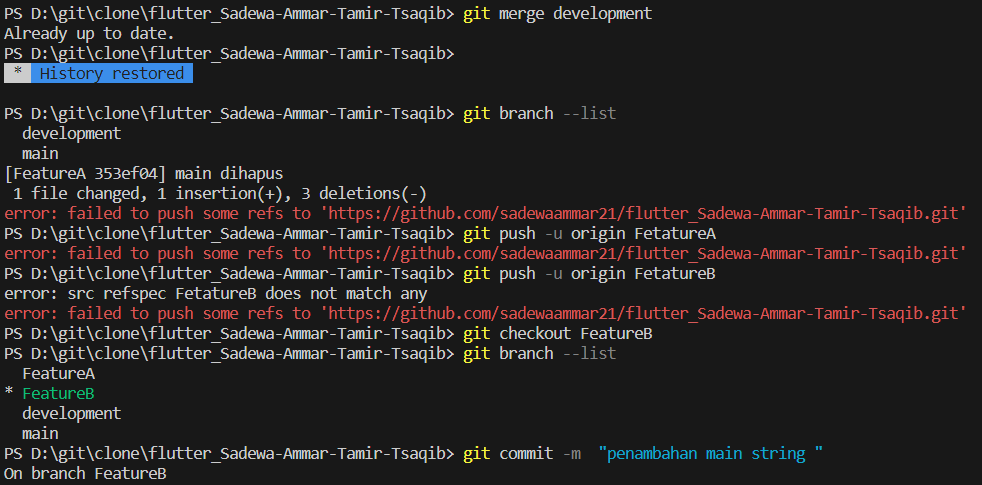 PS D:\git\clone\flutter_Sadewa-Ammar-Tamir-Tsaqib> git merge development
Already up to date.
PS D:\git\clone\flutter_Sadewa-Ammar-Tamir-Tsaqib>
* History restored
PS D:\git\clone\flutter_Sadewa-Ammar-Tamir-Tsaqib> git branch --list
development
main
[FeatureA 353ef04] main dihapus
1 file changed, 1 insertion(+), 3 deletions(-)
error: failed to push some refs to 'https://github.com/sadewaammar21/flutter_Sadewa-Ammar-Tamir-Tsaqib.git'
PS D:\git\clone\flutter_Sadewa-Ammar-Tamir-Tsaqib> git push -u origin FetatureA
error: failed to push some refs to 'https://github.com/sadewaammar21/flutter_Sadewa-Ammar-Tamir-Tsaqib.git'
PS D:\git\clone\flutter_Sadewa-Ammar-Tamir-Tsaqib> git push -u origin FetatureB
error: src refspec FetatureB does not match any
error: failed to push some refs to 'https://github.com/sadewaammar21/flutter_Sadewa-Ammar-Tamir-Tsaqib.git'
PS D:\git\clone\flutter_Sadewa-Ammar-Tamir-Tsaqib> git checkout FeatureB
PS D:\git\clone\flutter_Sadewa-Ammar-Tamir-Tsaqib> git branch --list
FeatureA
* FeatureB
development
main
PS D:\git\clone\flutter_Sadewa-Ammar-Tamir-Tsaqib> git commit -m  "penambahan main string "
On branch FeatureB